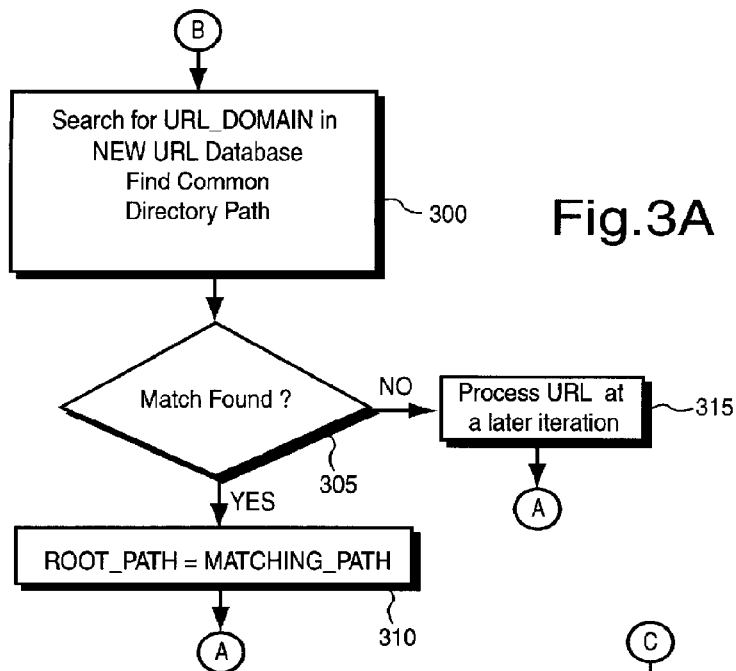 B
Search for URL_DOMAIN in
NEW URL Database
Find Common
Directory Path
300
Fig.3A
Match Found ?
NO
305
YES
Process URL at
a later iteration
315
A
ROOT_PATH = MATCHING_PATH
310
A
C